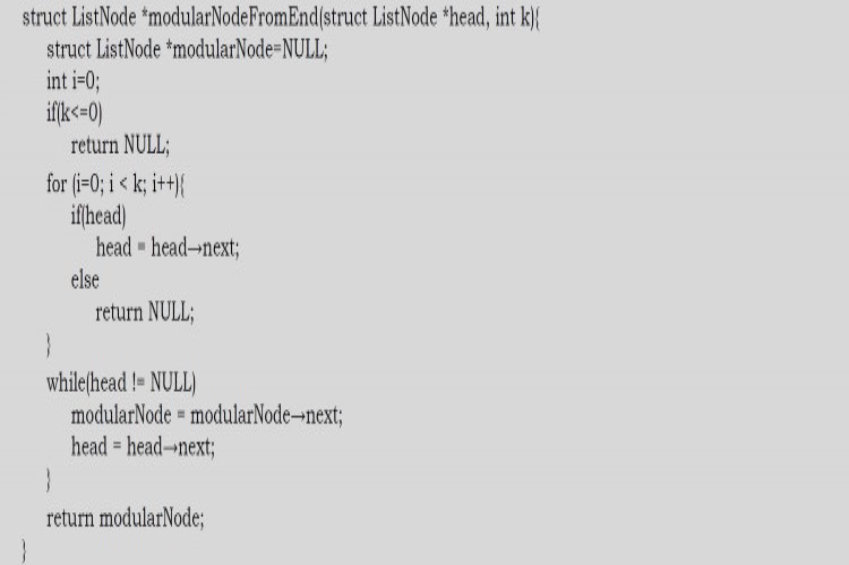 struct ListNode *modularNodeFromEnd(struct ListNode *head, int k){
struct ListNode *modularNode=NULL;
int i=0;
if(k<=0)
return NULL;
for (i=0; i < k; i++){
if(head)
head = head→next;
else
return NULL;
}
while(head != NULL)
modularNode = modularNode→next;
head = head→next;
}
return modularNode;
}